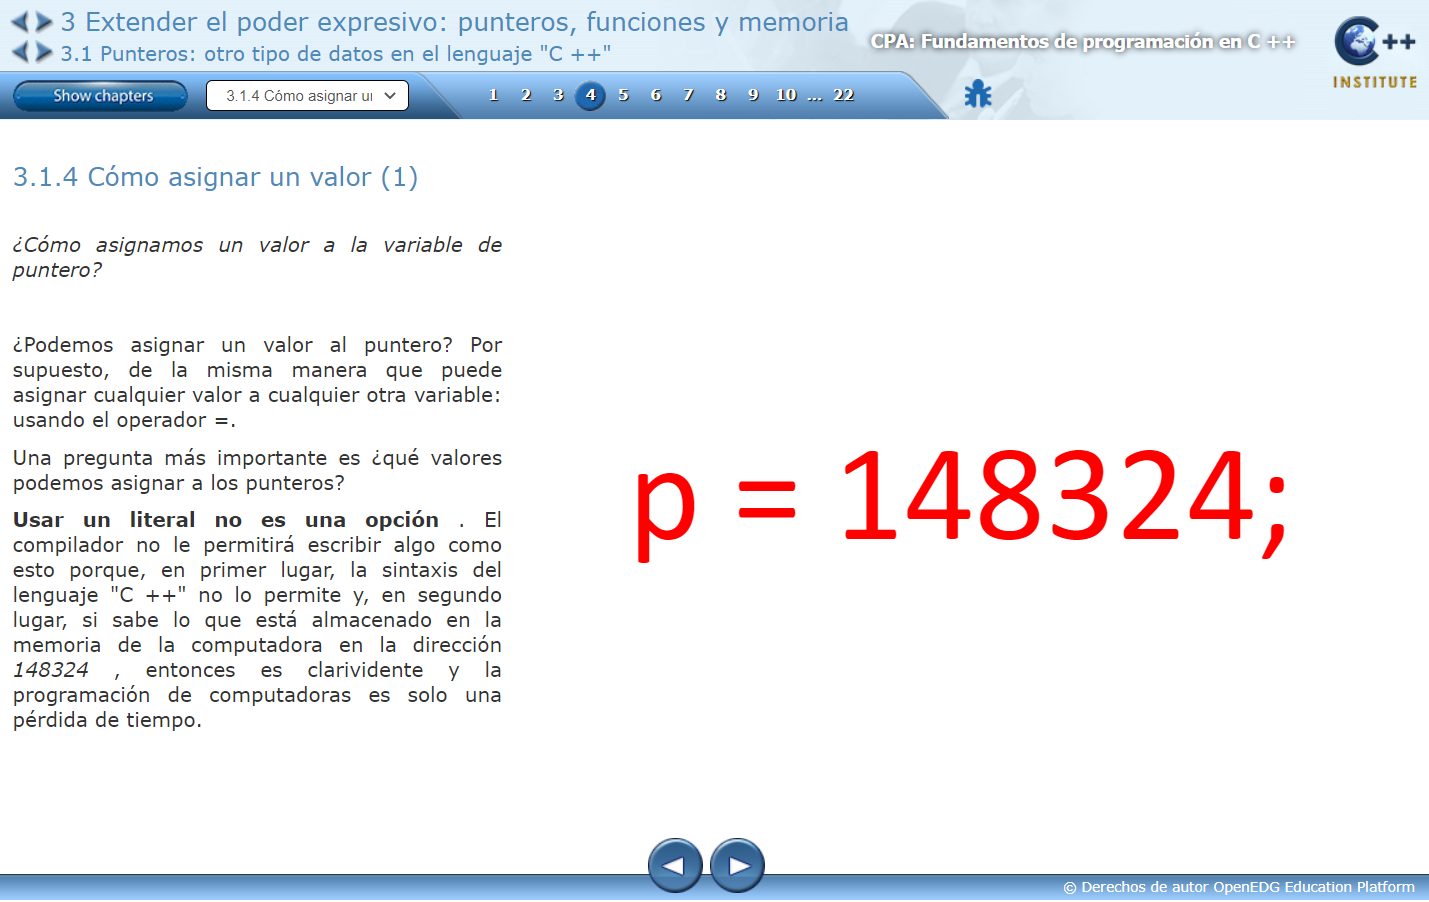 3 Extender el poder expresivo: punteros, funciones y memoria
3.1 Punteros: otro tipo de datos en el lenguaje "C ++"
CPA: Fundamentos de programación en C ++
C++
INSTITUTE
Show chapters
3.1.4 Cómo asignar ur
1 2 3 4 5 6 7 8 9 10 ... 22
3.1.4 Cómo asignar un valor (1)
¿Cómo asignamos un valor a la variable de
puntero?
¿Podemos asignar un valor al puntero? Por
supuesto, de la misma manera que puede
asignar cualquier valor a cualquier otra variable:
usando el operador =.
Una pregunta más importante es ¿qué valores
podemos asignar a los punteros?
Usar un literal no es una opción . El
compilador no le permitirá escribir algo como
esto porque, en primer lugar, la sintaxis del
lenguaje "C ++" no lo permite y, en segundo
lugar, si sabe lo que está almacenado en la
memoria de la computadora en la dirección
148324 , entonces es clarividente y la
programación de computadoras es solo una
pérdida de tiempo.
p = 148324;
© Derechos de autor OpenEDG Education Platform